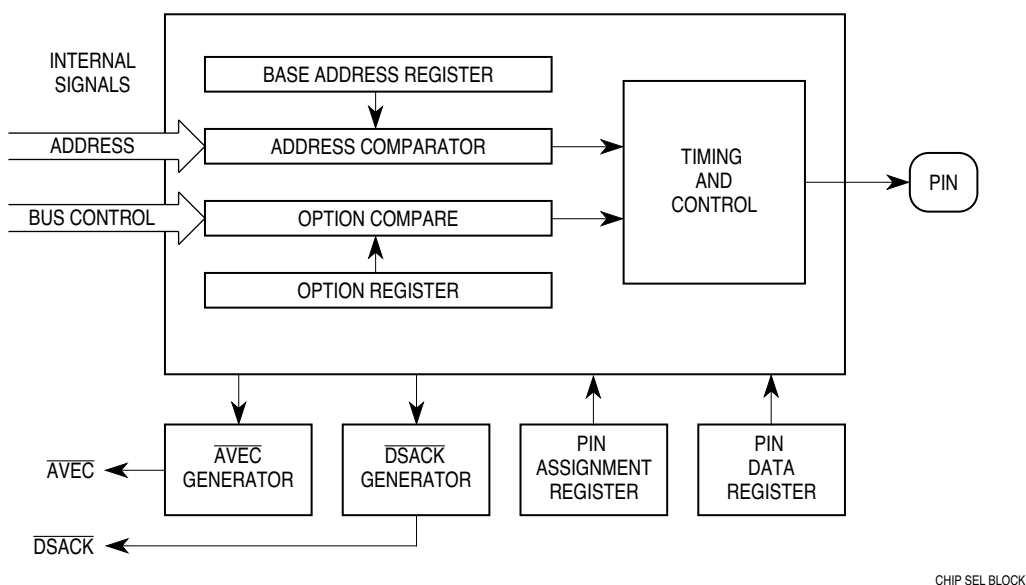 INTERNAL
SIGNALS
BASE ADDRESS REGISTER
ADDRESS
ADDRESS COMPARATOR
TIMING
AND
CONTROL
PIN
BUS CONTROL
OPTION COMPARE
OPTION REGISTER
AVEC
GENERATOR
DSACK
GENERATOR
PIN
ASSIGNMENT
REGISTER
PIN
DATA
REGISTER
AVEC
DSACK
CHIP SEL BLOCK